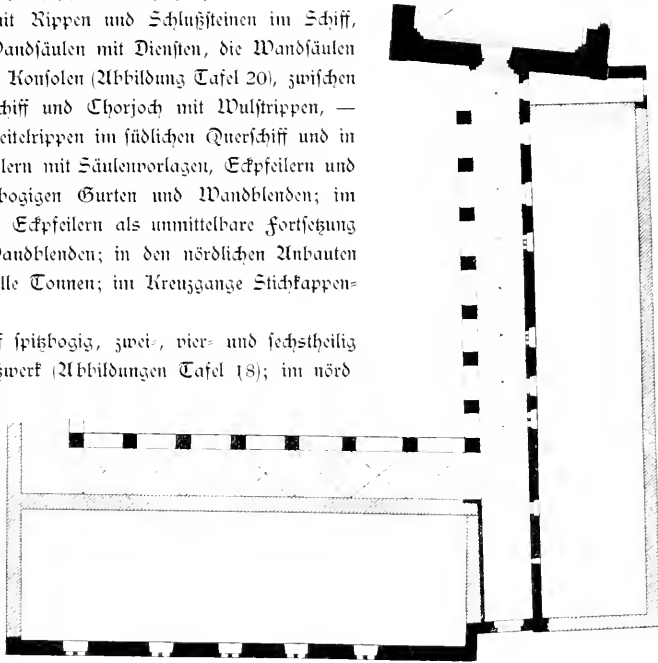 mit Rippen und Schlußsteinen im Schiff,
Wandsäulen mit Diensten, die Wandsäulen
Konsolen (Abbildung Tafel 20), zwischen
schiff und Chorjoch mit Wulstrippen, —
heitelrippen im südlichen Querschiff und in
ilern mit Säulenvorlagen, Eckpfeilern und
bogigen Gurten und Wandblenden; im
Eckpfeilern als unmittelbare Fortsetzung
Wandblenden; in den nördlichen Anbauten
lle Tonnen; im Kreuzgange Stichkappen-
f spitzbogig, zwei-, vier- und sechstheilig
ßwerk (Abbildungen Tafel 18); im nörd